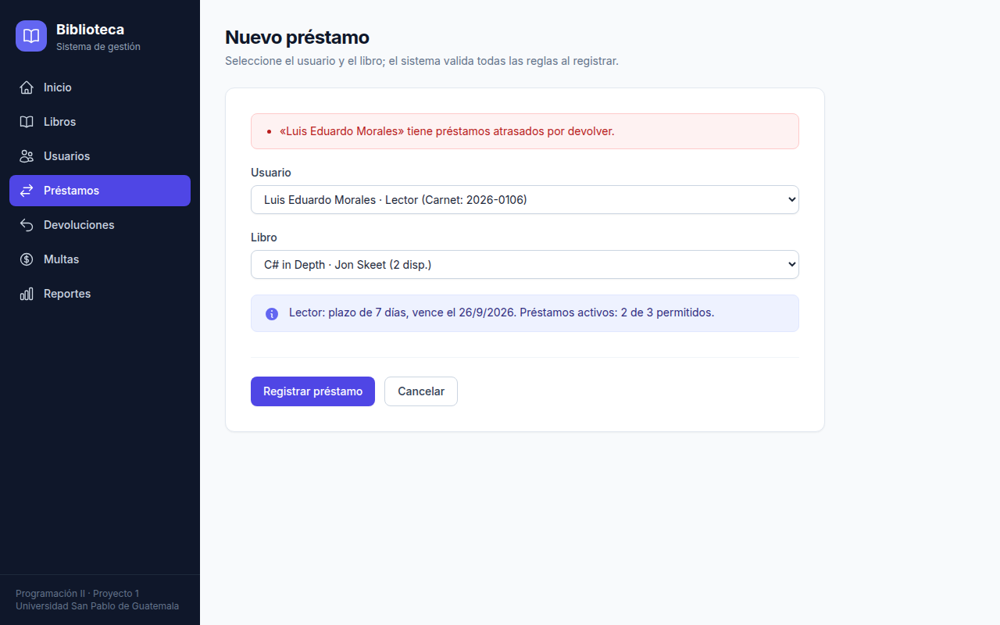 Biblioteca
Sistema de gestión
Inicio
Libros
Usuarios
Préstamos
Devoluciones
Multas
Reportes
Programación II · Proyecto 1
Universidad San Pablo de Guatemala
Nuevo préstamo
Seleccione el usuario y el libro; el sistema valida todas las reglas al registrar.
• «Luis Eduardo Morales» tiene préstamos atrasados por devolver.
Usuario
Luis Eduardo Morales · Lector (Carnet: 2026-0106)
Libro
C# in Depth · Jon Skeet (2 disp.)
Lector: plazo de 7 días, vence el 26/9/2026. Préstamos activos: 2 de 3 permitidos.
Registrar préstamo
Cancelar